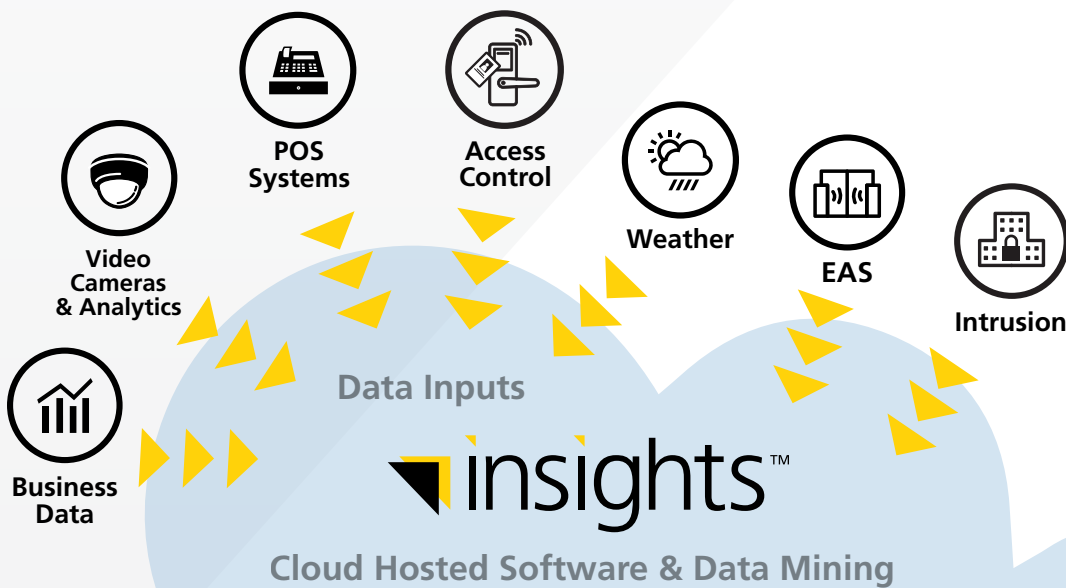 POS
Systems
Access
Control
Video
Cameras
& Analytics
Weather
EAS
Intrusion
Business
Data
Data Inputs
insights™
Cloud Hosted Software & Data Mining